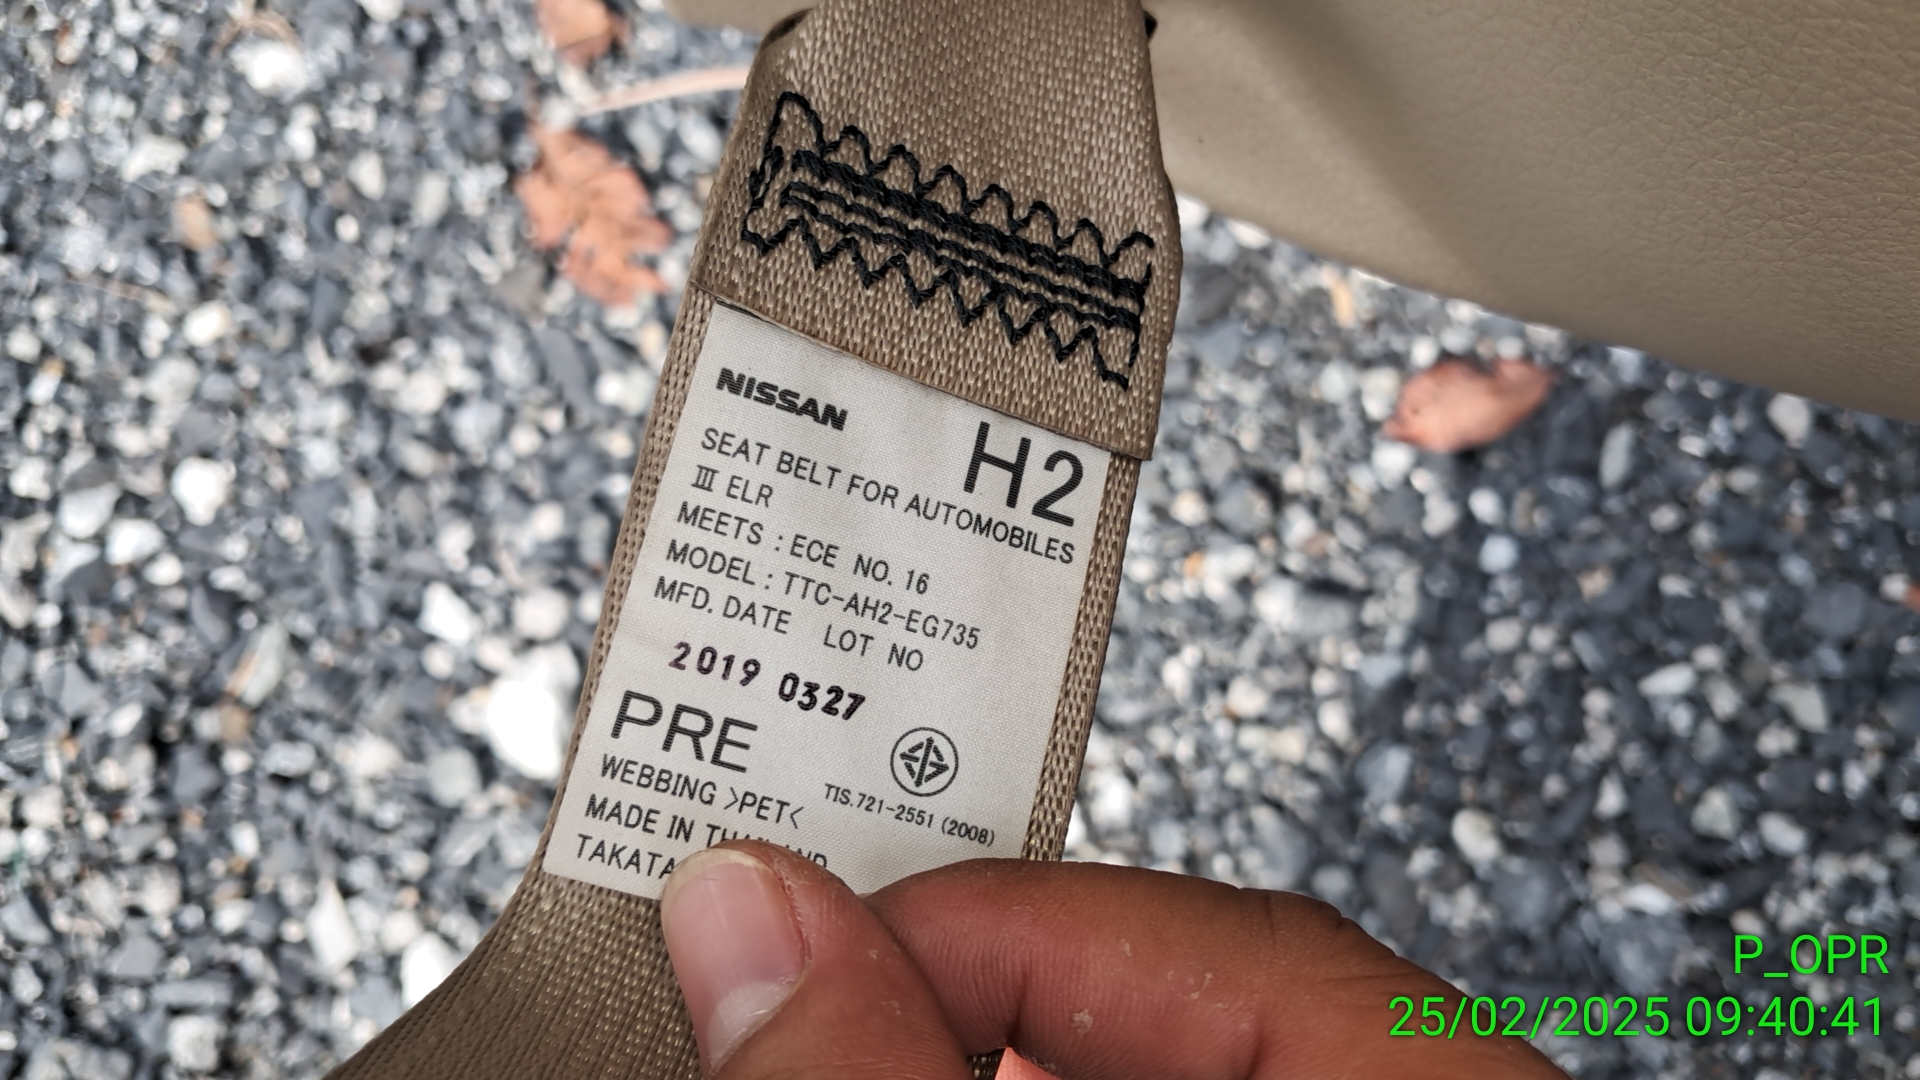 NISSAN
H2
SEAT BELT FOR AUTOMOBILES
III ELR
MEETS : ECE NO. 16
MODEL : TTC-AH2-EG735
MFD. DATE LOT NO
2019 0327
PRE
WEBBING >PET<
TIS.721-2551 (2008)
MADE IN THAILAND
TAKATA
P_OPR
25/02/2025 09:40:41